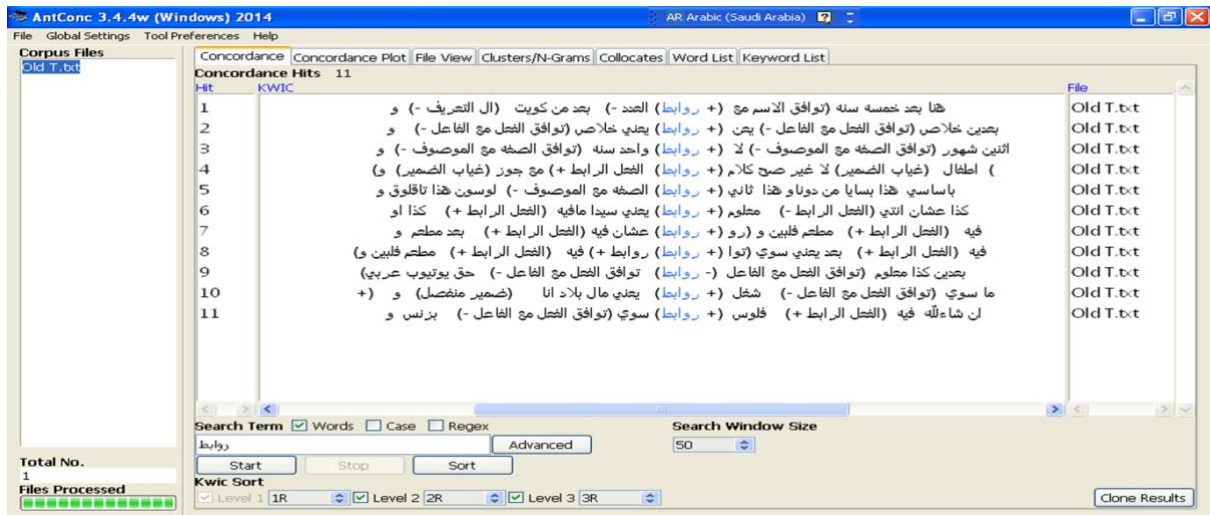 AntConc 3.4.4w (Windows) 2014
AR Arabic (Saudi Arabia)
File Global Settings Tool Preferences Help
Corpus Files
Old T.txt
Concordance Concordance Plot File View Clusters/N-Grams Collocates Word List Keyword List
Concordance Hits 11
Hit KWIC File
1 هنا بعد خمسه سنه (توافق الاسم مع (+ روابط) العدد -) بعد من كويت (ال التعريف -) و Old T.txt
2 بعدين خلاص (توافق الفعل مع الفاعل -) يعن (+ روابط) يعني خلاص (توافق الفعل مع الفاعل -) و Old T.txt
3 اثنين شهور (توافق الصفه مع الموصوف -) لا (+ روابط) واحد سنه (توافق الصفه مع الموصوف -) و Old T.txt
4 ) اطفال (غياب الضمير) لا غير صح كلام (+ روابط) الفعل الرابط +) مع جوز (غياب الضمير) و) Old T.txt
5 باساسي هذا بسايا من دوناو هذا ثاني (+ روابط) الصفه مع الموصوف -) لوسون هذا تاقلوق و Old T.txt
6 كذا عشان انتي (الفعل الرابط -) معلوم (+ روابط) يعني سيدا مافيه (الفعل الرابط +) كذا او Old T.txt
7 فيه (الفعل الرابط +) مطعم فلبين و (رو (+ روابط) عشان فيه (الفعل الرابط +) بعد مطعم و Old T.txt
8 فيه (الفعل الرابط +) بعد يعني سوي (توا (+ روابط) روابط +) فيه (الفعل الرابط +) مطعم فلبين و) Old T.txt
9 بعدين كذا معلوم (توافق الفعل مع الفاعل (- روابط) توافق الفعل مع الفاعل -) حق يوتيوب عربي) Old T.txt
10 ما سوي (توافق الفعل مع الفاعل -) شغل (+ روابط) يعني مال بلاد انا (ضمير منفصل) و (+ Old T.txt
11 ان شاءالله فيه (الفعل الرابط +) فلوس (+ روابط) سوي (توافق الفعل مع الفاعل -) بزنس و Old T.txt
Search Term Words Case Regex Search Window Size
روابط Advanced 50
Total No.
1
Start Stop Sort
Files Processed
Kwic Sort
Level 1 1R Level 2 2R Level 3 3R Clone Results